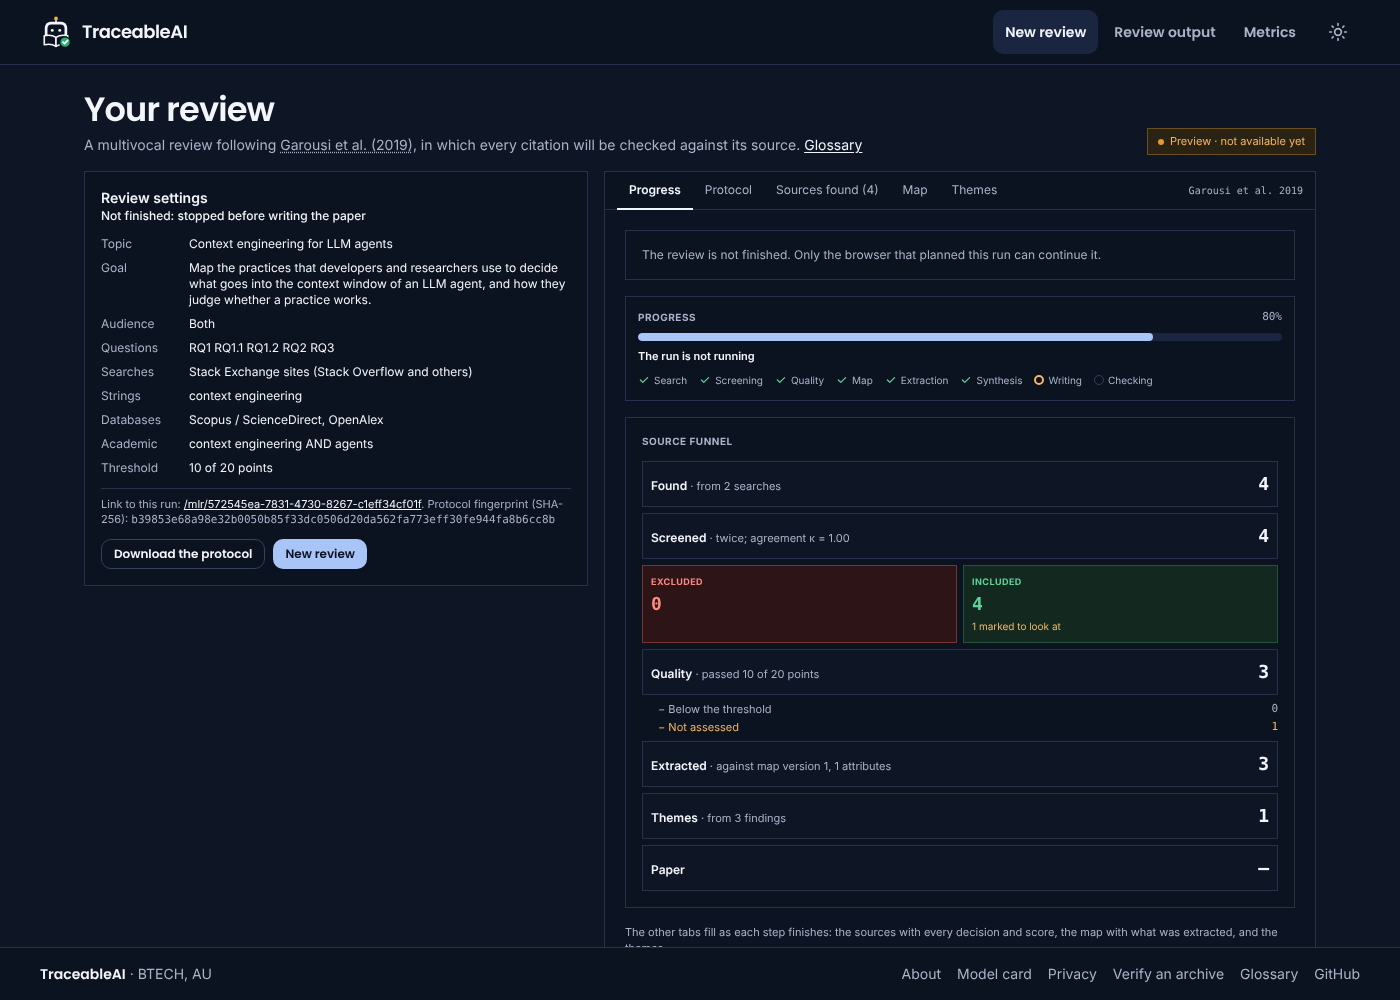 TraceableAI
New review
Review output
Metrics
Your review
A multivocal review following Garousi et al. (2019), in which every citation will be checked against its source. Glossary
Preview · not available yet
Review settings
Not finished: stopped before writing the paper
Topic Context engineering for LLM agents
Goal Map the practices that developers and researchers use to decide
what goes into the context window of an LLM agent, and how they
judge whether a practice works.
Audience Both
Questions RQ1 RQ1.1 RQ1.2 RQ2 RQ3
Searches Stack Exchange sites (Stack Overflow and others)
Strings context engineering
Databases Scopus / ScienceDirect, OpenAlex
Academic context engineering AND agents
Threshold 10 of 20 points
Link to this run: /mlr/572545ea-7831-4730-8267-c1eff34cf01f. Protocol fingerprint (SHA-
256): b39853e68a98e32b0050b85f33dc0506d20da562fa773eff30fe944fa8b6cc8b
Download the protocol
New review
Progress Protocol Sources found (4) Map Themes Garousi et al. 2019
The review is not finished. Only the browser that planned this run can continue it.
PROGRESS 80%
The run is not running
Search Screening Quality Map Extraction Synthesis Writing Checking
SOURCE FUNNEL
Found · from 2 searches 4
Screened · twice; agreement κ = 1.00 4
EXCLUDED
0
INCLUDED
4
1 marked to look at
Quality · passed 10 of 20 points 3
– Below the threshold 0
– Not assessed 1
Extracted · against map version 1, 1 attributes 3
Themes · from 3 findings 1
Paper –
The other tabs fill as each step finishes: the sources with every decision and score, the map with what was extracted, and the
themes.
TraceableAI · BTECH, AU
About Model card Privacy Verify an archive Glossary GitHub